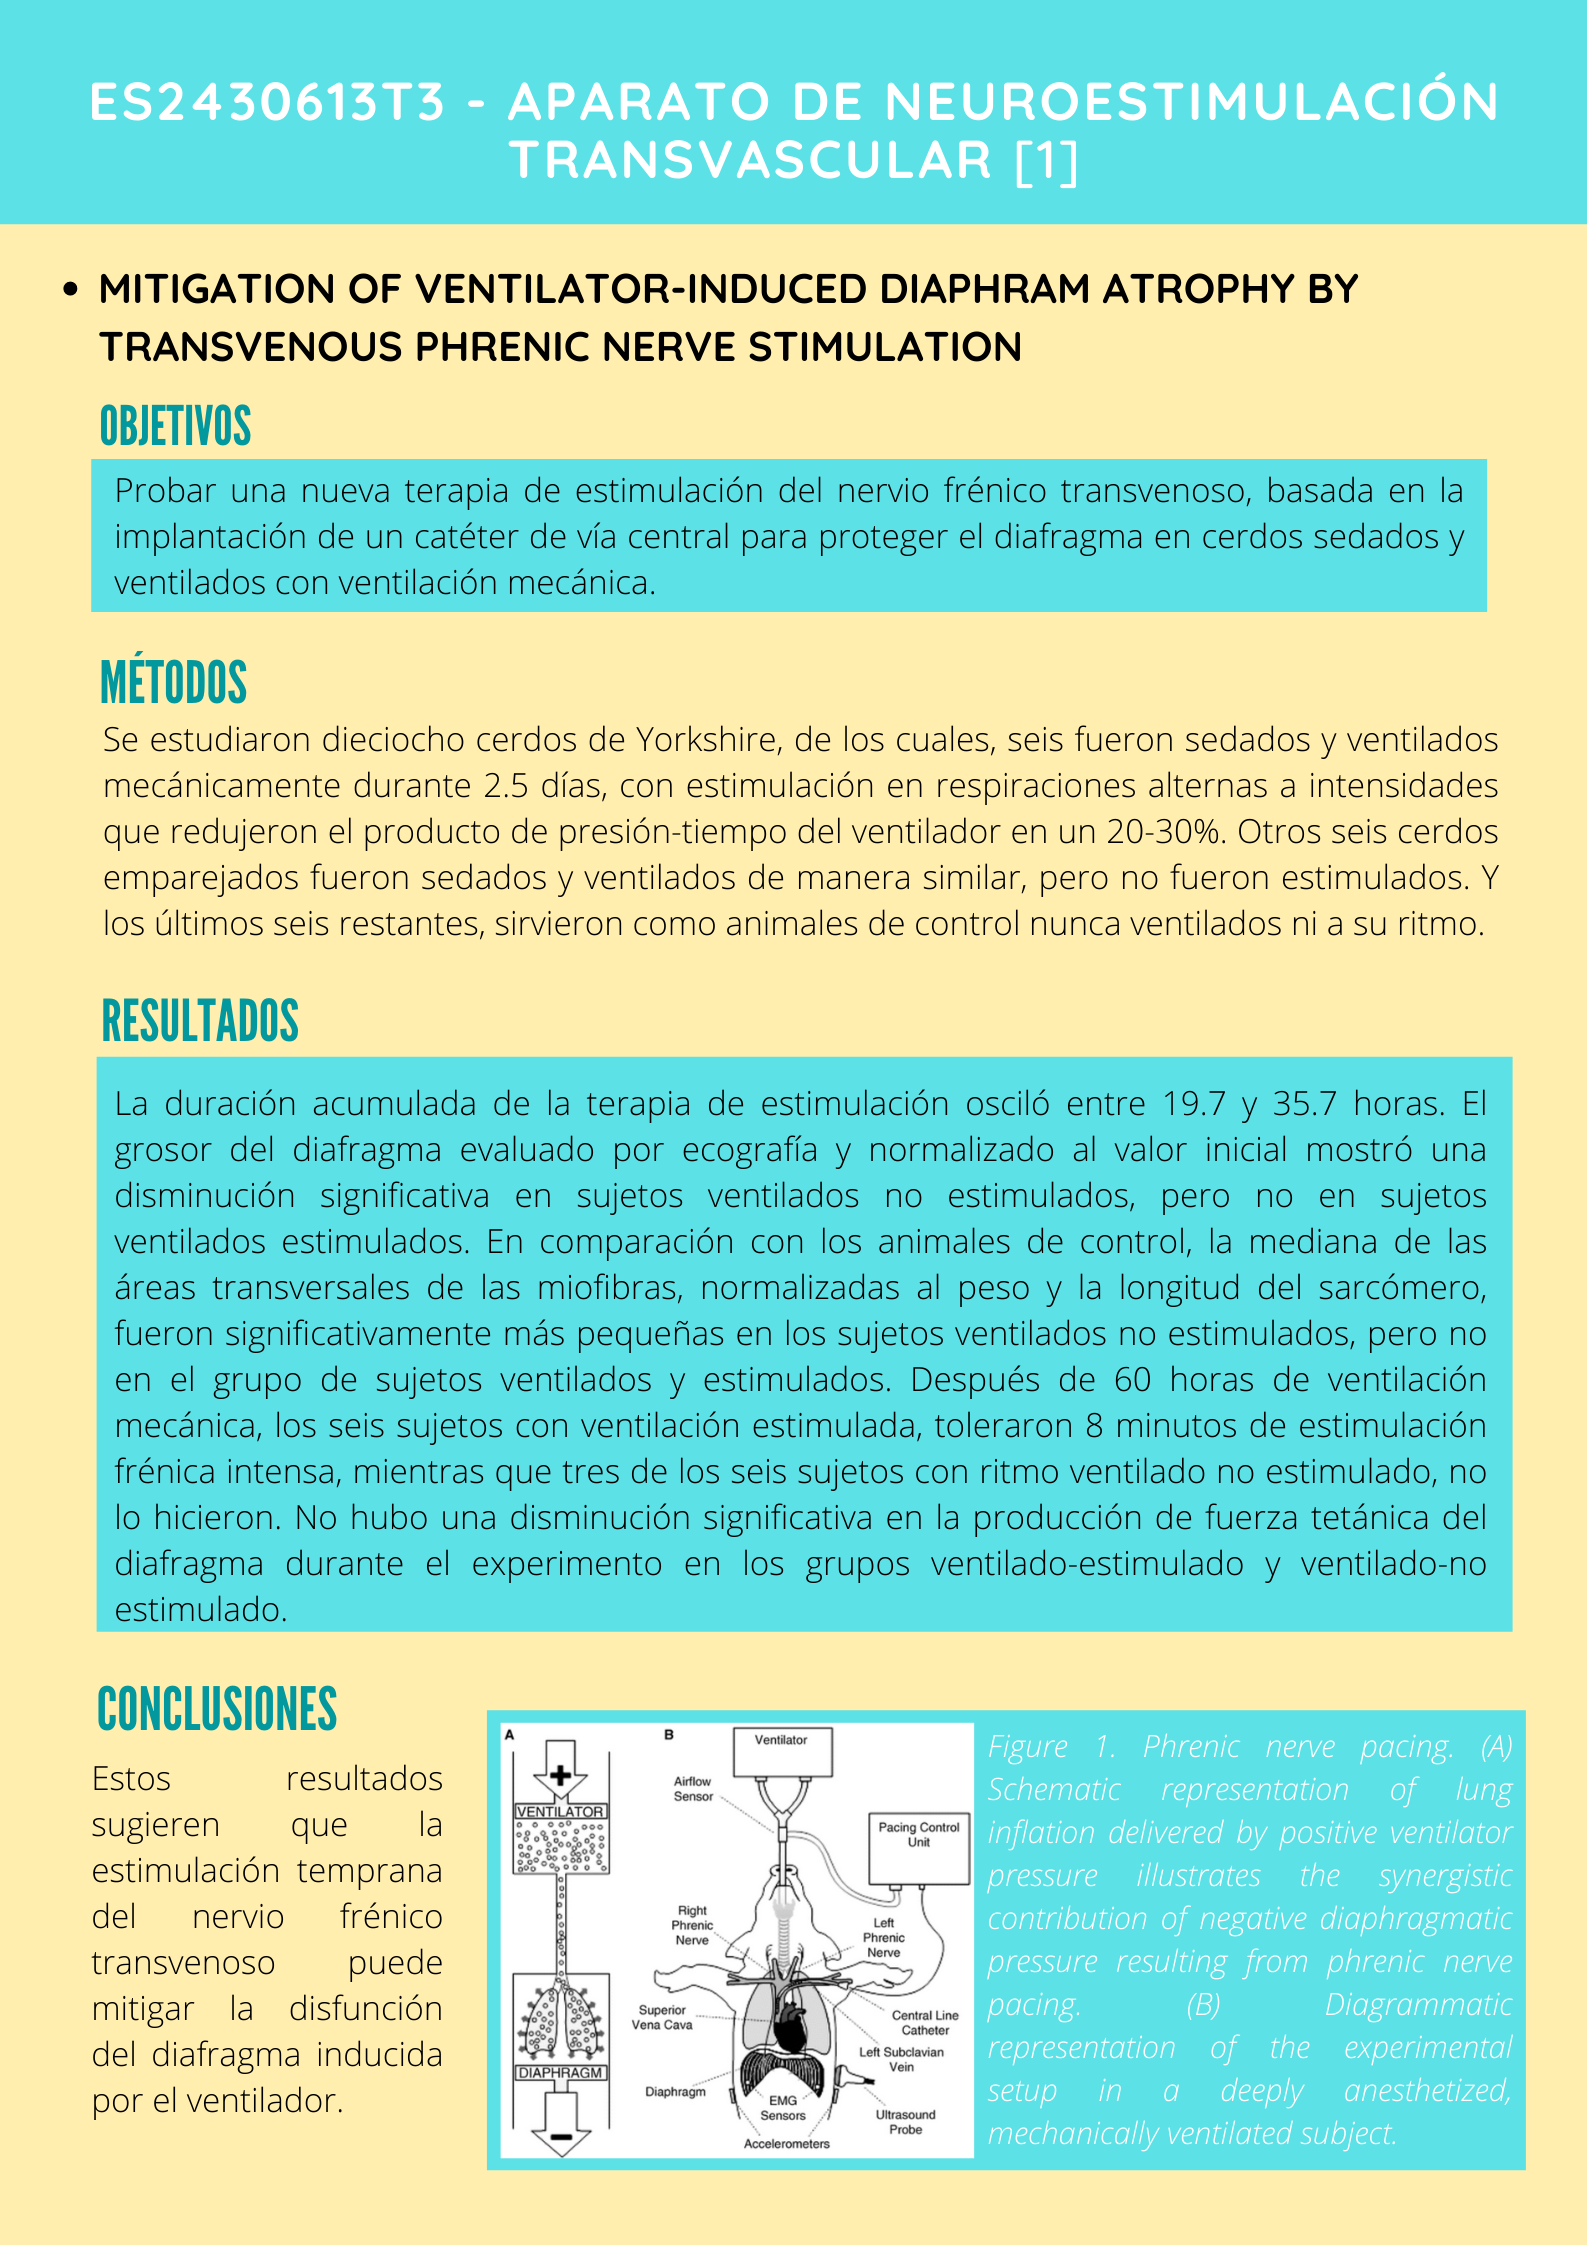 ES2430613T3 - APARATO DE NEUROESTIMULACIÓN
TRANSVASCULAR [1]
• MITIGATION OF VENTILATOR-INDUCED DIAPHRAM ATROPHY BY
TRANSVENOUS PHRENIC NERVE STIMULATION
OBJETIVOS
Probar una nueva terapia de estimulación del nervio frénico transvenoso, basada en la
implantación de un catéter de vía central para proteger el diafragma en cerdos sedados y
ventilados con ventilación mecánica.
MÉTODOS
Se estudiaron dieciocho cerdos de Yorkshire, de los cuales, seis fueron sedados y ventilados
mecánicamente durante 2.5 días, con estimulación en respiraciones alternas a intensidades
que redujeron el producto de presión-tiempo del ventilador en un 20-30%. Otros seis cerdos
emparejados fueron sedados y ventilados de manera similar, pero no fueron estimulados. Y
los últimos seis restantes, sirvieron como animales de control nunca ventilados ni a su ritmo.
RESULTADOS
La duración acumulada de la terapia de estimulación osciló entre 19.7 y 35.7 horas. El
grosor del diafragma evaluado por ecografía y normalizado al valor inicial mostró una
disminución significativa en sujetos ventilados no estimulados, pero no en sujetos
ventilados estimulados. En comparación con los animales de control, la mediana de las
áreas transversales de las miofibras, normalizadas al peso y la longitud del sarcómero,
fueron significativamente más pequeñas en los sujetos ventilados no estimulados, pero no
en el grupo de sujetos ventilados y estimulados. Después de 60 horas de ventilación
mecánica, los seis sujetos con ventilación estimulada, toleraron 8 minutos de estimulación
frénica intensa, mientras que tres de los seis sujetos con ritmo ventilado no estimulado, no
lo hicieron. No hubo una disminución significativa en la producción de fuerza tetánica del
diafragma durante el experimento en los grupos ventilado-estimulado y ventilado-no
estimulado.
CONCLUSIONES
Estos resultados
sugieren que la
estimulación temprana
del nervio frénico
transvenoso puede
mitigar la disfunción
del diafragma inducida
por el ventilador.
A
+
VENTILATOR
DIAPHRAGM
−
B
Ventilator
Airflow
Sensor
Pacing Control
Unit
Right
Phrenic
Nerve
Left
Phrenic
Nerve
Superior
Vena Cava
Central Line
Catheter
Left Subclavian
Vein
Diaphragm
EMG
Sensors
Ultrasound
Probe
Accelerometers
Figure 1. Phrenic nerve pacing. (A)
Schematic representation of lung
inflation delivered by positive ventilator
pressure illustrates the synergistic
contribution of negative diaphragmatic
pressure resulting from phrenic nerve
pacing. (B) Diagrammatic
representation of the experimental
setup in a deeply anesthetized,
mechanically ventilated subject.